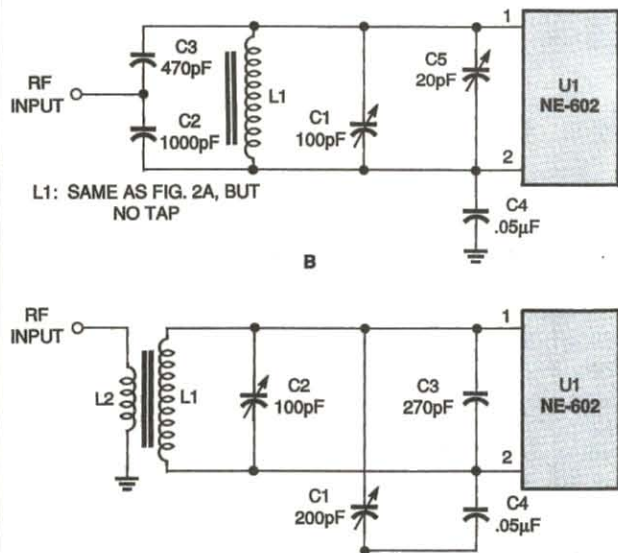 1
C3
470pF
C5
20pF
RF
INPUT
L1
U1
NE-602
C2
1000pF
C1
100pF
2
L1: SAME AS FIG. 2A, BUT
NO TAP
C4
.05µF
B
RF
INPUT
1
L2
L1
C2
100pF
C3
270pF
U1
NE-602
2
C1
200pF
C4
.05µF